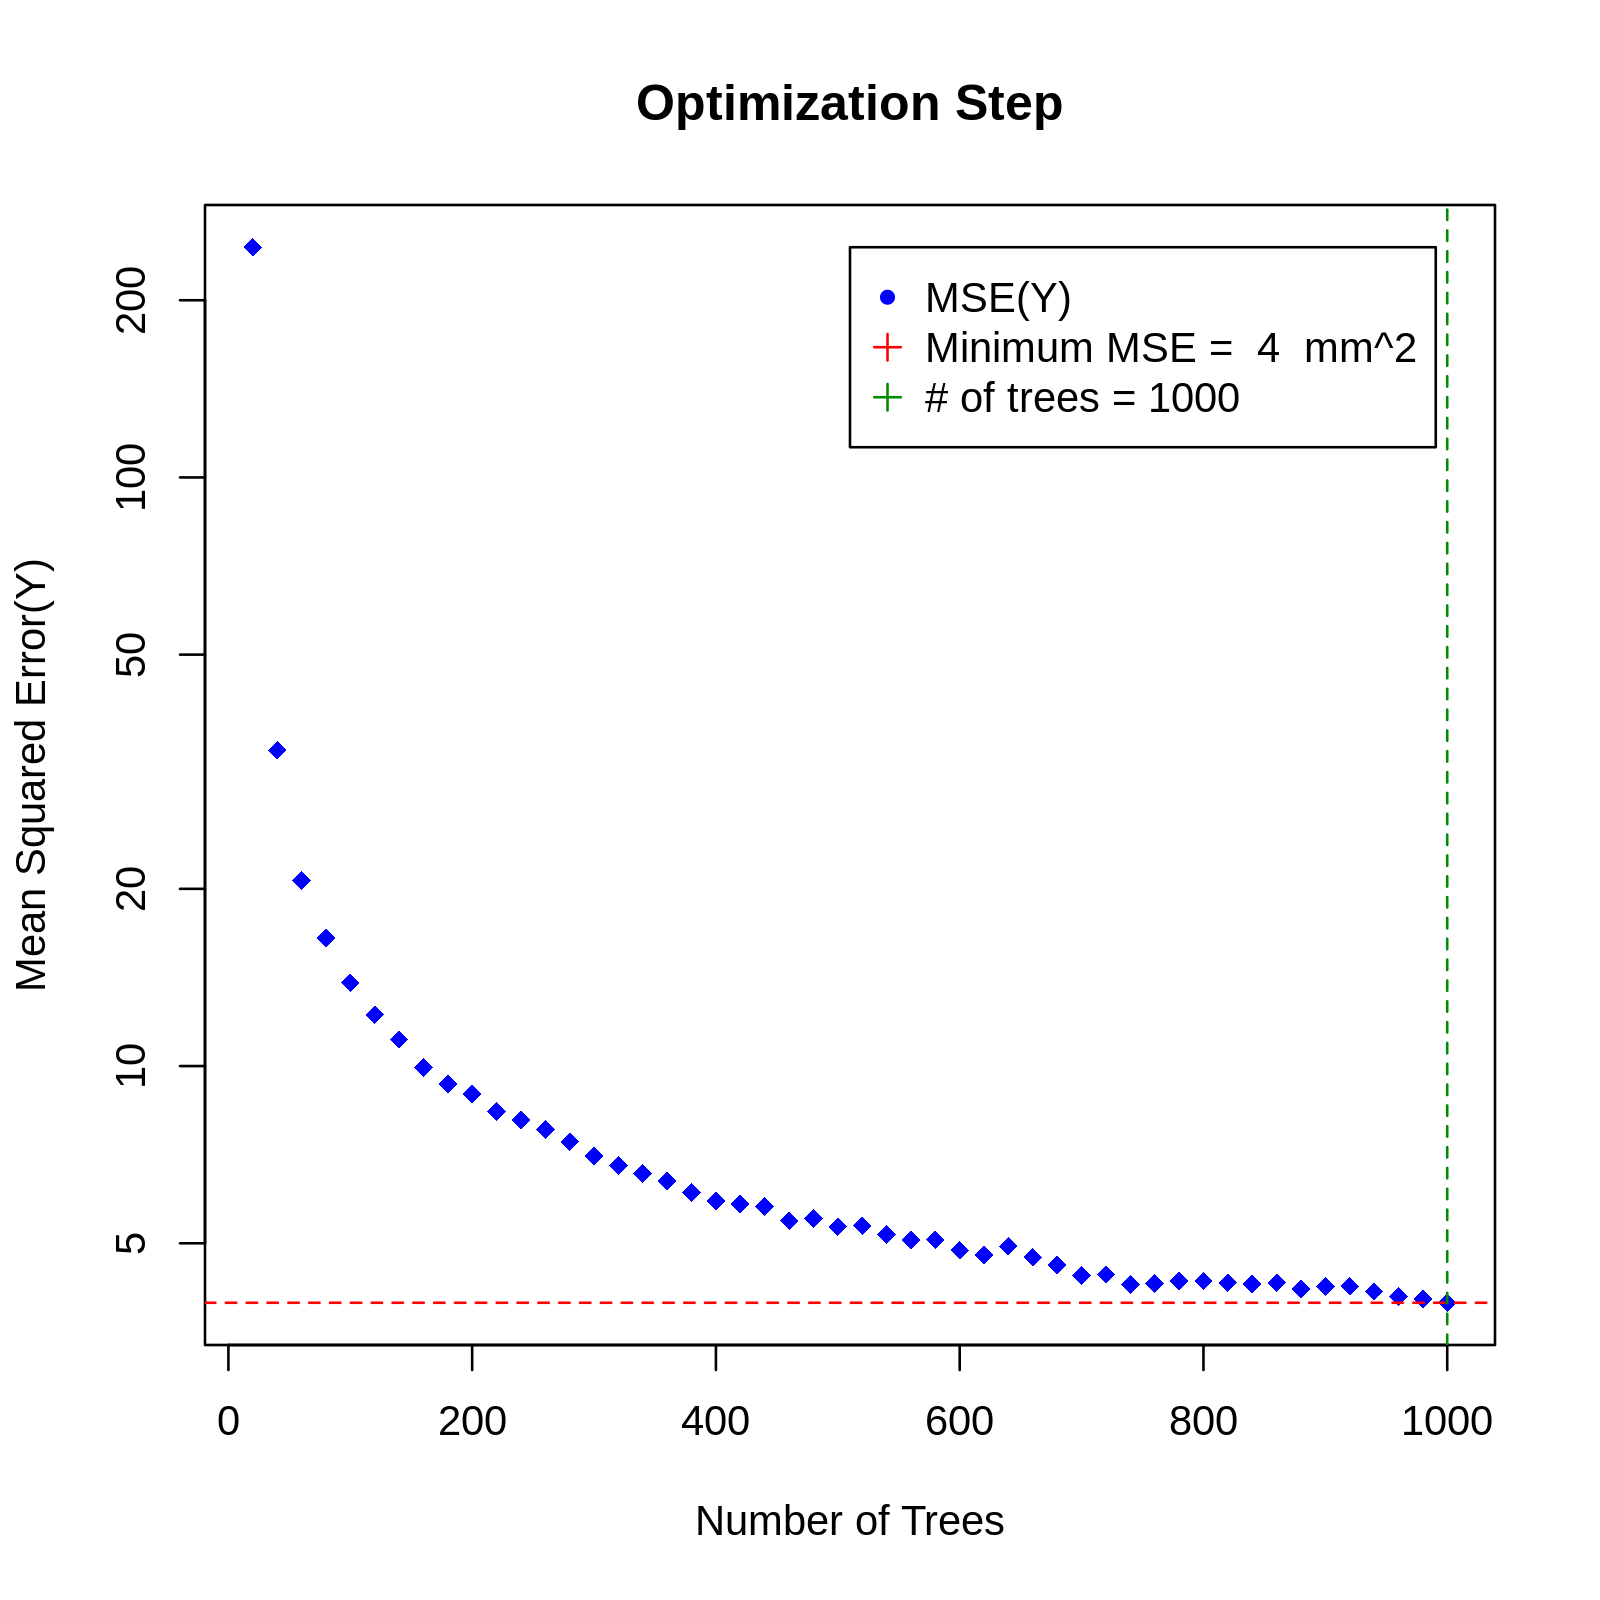 Optimization Step
MSE(Y)
Minimum MSE =  4  mm^2
# of trees = 1000
Mean Squared Error(Y)
200
100
50
20
10
5
0 200 400 600 800 1000
Number of Trees